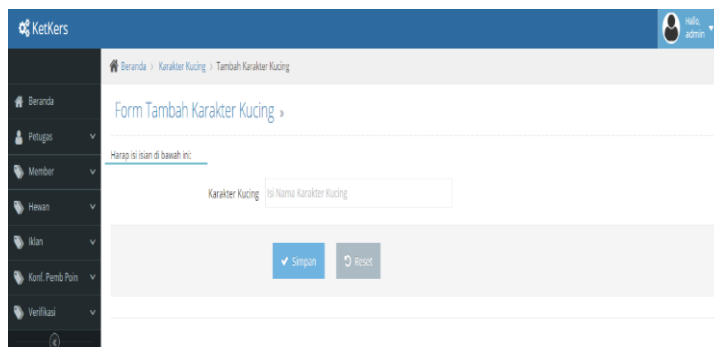 KetKers
Hallo,
admin
Beranda > Karakter Kucing > Tambah Karakter Kucing
Beranda
Petugas
Member
Hewan
Iklan
Konf. Pemb Poin
Verifikasi
Form Tambah Karakter Kucing »
Harap isi isian di bawah ini:
Karakter Kucing
Isi Nama Karakter Kucing
Simpan
Reset